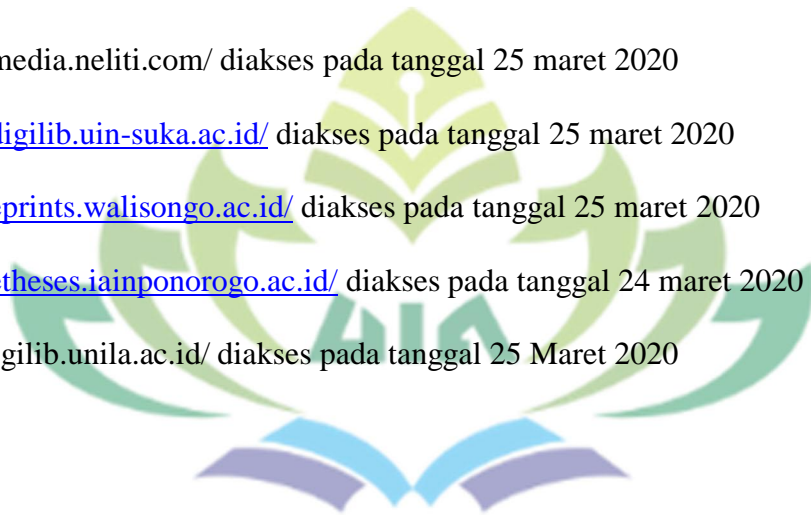 media.neliti.com/ diakses pada tanggal 25 maret 2020
digilib.uin-suka.ac.id/ diakses pada tanggal 25 maret 2020
eprints.walisongo.ac.id/ diakses pada tanggal 25 maret 2020
etheses.iainponorogo.ac.id/ diakses pada tanggal 24 maret 2020
gilib.unila.ac.id/ diakses pada tanggal 25 Maret 2020
UIN